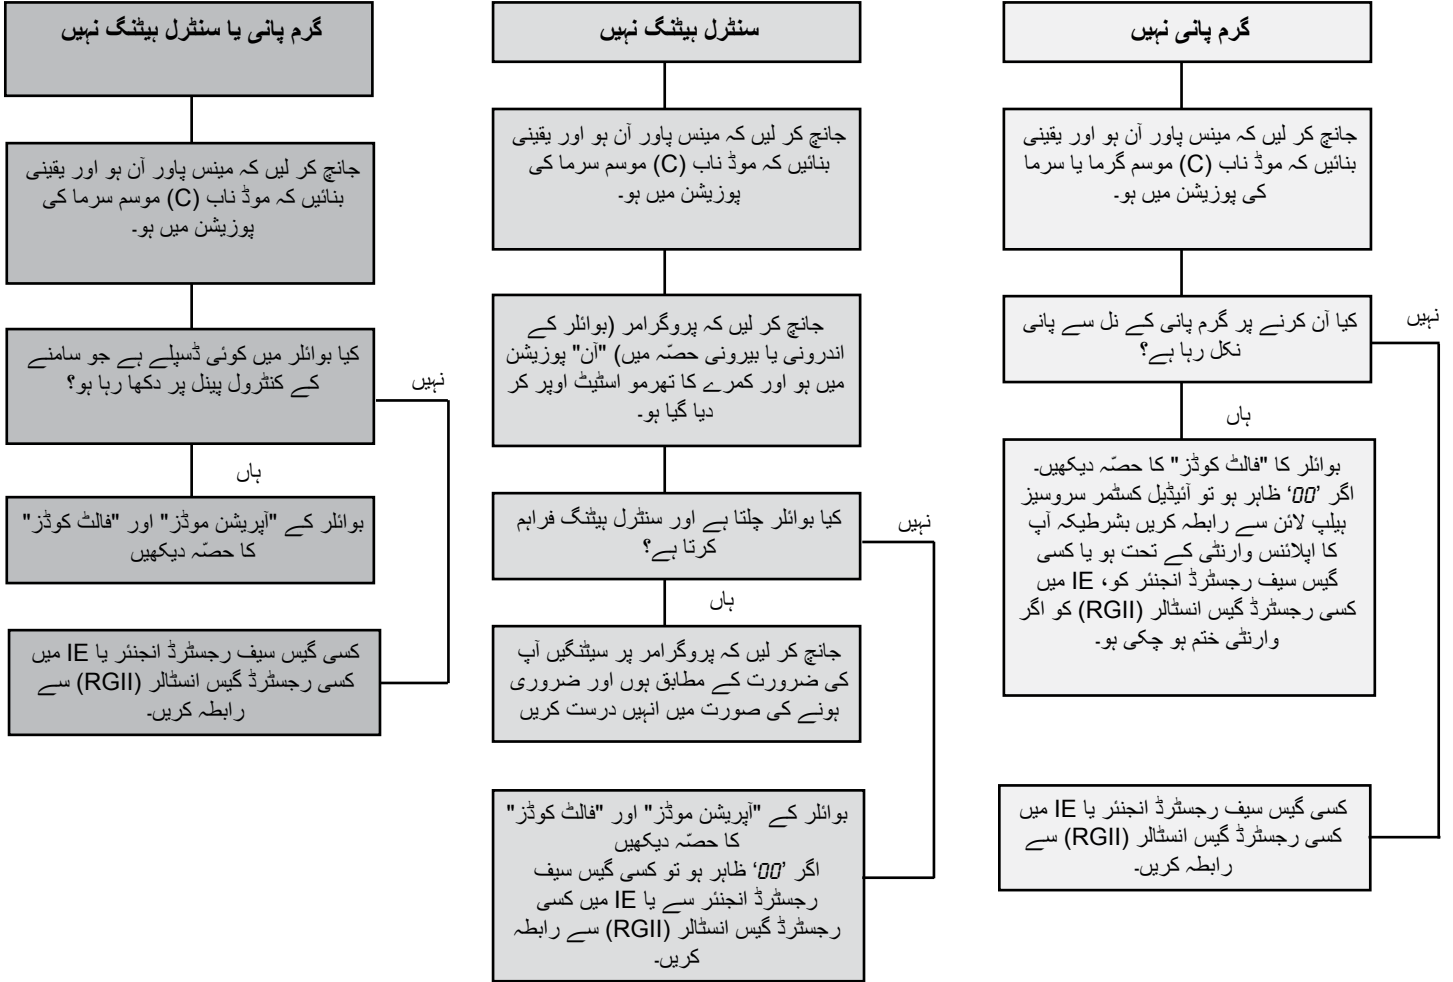 گرم پانی نہیں
جانچ کر لیں کہ مینس پاور آن ہو اور یقینی
بنائیں کہ موڈ ناب (C) موسم گرما یا سرما
کی پوزیشن میں ہو۔
کیا آن کرنے پر گرم پانی کے نل سے پانی
نکل رہا ہے؟
نہیں
ہاں
بوائلر کا "فالٹ کوڈز" کا حصّہ دیکھیں۔
اگر ’00‘ ظاہر ہو تو آئیڈیل کسٹمر سروسیز
ہیلپ لائن سے رابطہ کریں بشرطیکہ آپ
کا اپلائنس وارنٹی کے تحت ہو یا کسی
گیس سیف رجسٹرڈ انجنئر کو، IE میں
کسی رجسٹرڈ گیس انسٹالر (RGII) کو اگر
وارنٹی ختم ہو چکی ہو۔
کسی گیس سیف رجسٹرڈ انجنئر یا IE میں
کسی رجسٹرڈ گیس انسٹالر (RGII) سے
رابطہ کریں۔
سنٹرل ہیٹنگ نہیں
جانچ کر لیں کہ مینس پاور آن ہو اور یقینی
بنائیں کہ موڈ ناب (C) موسم سرما کی
پوزیشن میں ہو۔
جانچ کر لیں کہ پروگرامر (بوائلر کے
اندرونی یا بیرونی حصّہ میں) "آن" پوزیشن
میں ہو اور کمرے کا تھرمو اسٹیٹ اوپر کر
دیا گیا ہو۔
کیا بوائلر چلتا ہے اور سنٹرل ہیٹنگ فراہم
کرتا ہے؟
نہیں
ہاں
جانچ کر لیں کہ پروگرامر پر سیٹنگیں آپ
کی ضرورت کے مطابق ہوں اور ضروری
ہونے کی صورت میں انہیں درست کریں
بوائلر کے "آپریشن موڈز" اور "فالٹ کوڈز"
کا حصّہ دیکھیں
اگر ’00‘ ظاہر ہو تو کسی گیس سیف
رجسٹرڈ انجنئر سے یا IE میں کسی
رجسٹرڈ گیس انسٹالر (RGII) سے رابطہ
کریں۔
گرم پانی یا سنٹرل ہیٹنگ نہیں
جانچ کر لیں کہ مینس پاور آن ہو اور یقینی
بنائیں کہ موڈ ناب (C) موسم سرما کی
پوزیشن میں ہو۔
کیا بوائلر میں کوئی ڈسپلے ہے جو سامنے
کے کنٹرول پینل پر دکھا رہا ہو؟
نہیں
ہاں
بوائلر کے "آپریشن موڈز" اور "فالٹ کوڈز"
کا حصّہ دیکھیں
کسی گیس سیف رجسٹرڈ انجنئر یا IE میں
کسی رجسٹرڈ گیس انسٹالر (RGII) سے
رابطہ کریں۔